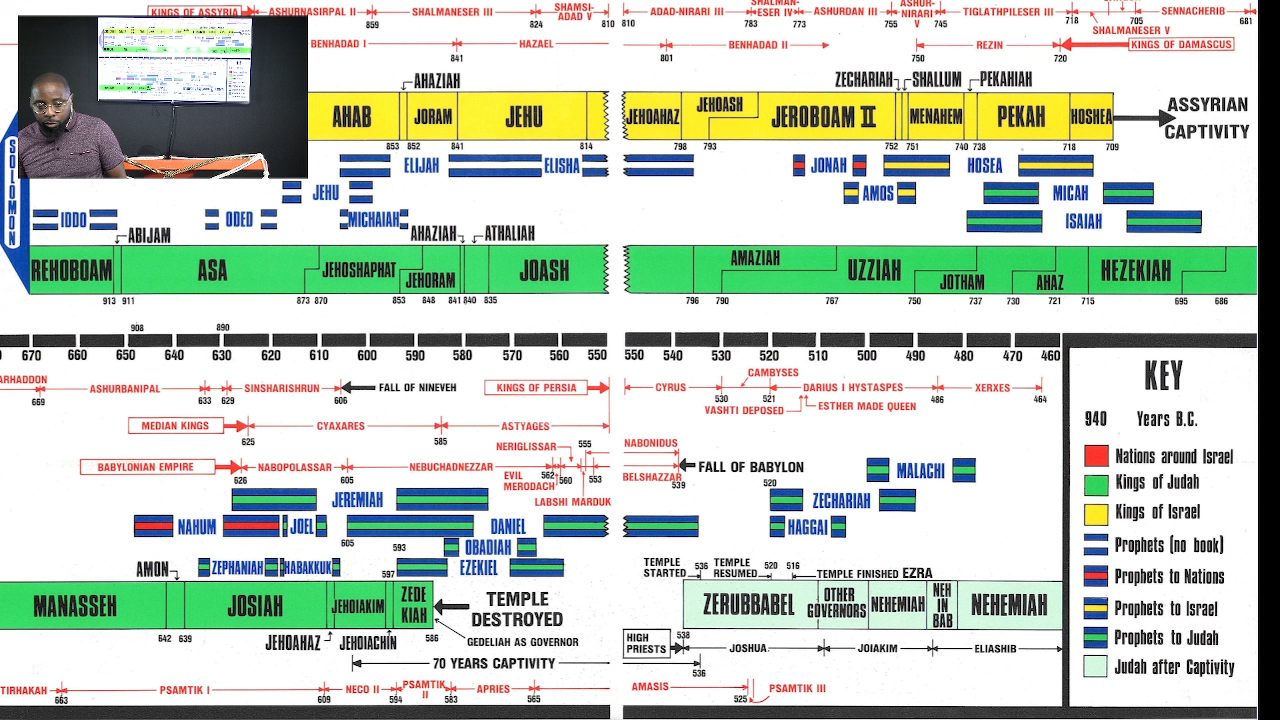 KINGS OF ASSYRIA ASHURNASIRPAL II SHALMANESER III SHAMSI-ADAD V ADAD-NIRARI III SHALMAN-ESER IV ASHURDAN III ASHUR-NIRARI V TIGLATHPILESER III SHALMANESER V SENNACHERIB
859 824 810 810 783 773 755 745 718 705 681
BENHADAD I HAZAEL BENHADAD II REZIN KINGS OF DAMASCUS
841 801 750 720
AHAZIAH ZECHARIAH SHALLUM PEKAHIAH
AHAB JORAM JEHU JEHOAHAZ JEHOASH JEROBOAM II MENAHEM PEKAH HOSHEA
ASSYRIAN
CAPTIVITY
853 852 841 814 798 793 752 751 740 738 718 709
SOLOMON
ELIJAH ELISHA JONAH HOSEA
JEHU AMOS MICAH
IDDO ODED MICHAIAH ISAIAH
ABIJAM AHAZIAH ATHALIAH
REHOBOAM ASA JEHOSHAPHAT JEHORAM JOASH AMAZIAH UZZIAH JOTHAM AHAZ HEZEKIAH
913 911 873 870 853 848 841 840 835 796 790 767 750 737 730 721 715 695 686
908 890
670 660 650 640 630 620 610 600 590 580 570 560 550 550 540 530 520 510 500 490 480 470 460
ARHADDON ASHURBANIPAL SINSHARISHRUN FALL OF NINEVEH KINGS OF PERSIA CYRUS CAMBYSES DARIUS I HYSTASPES XERXES
669 633 629 606 530 521 486 464
VASHTI DEPOSED ESTHER MADE QUEEN
MEDIAN KINGS CYAXARES ASTYAGES
625 585
NERIGLISSAR 555 NABONIDUS
BABYLONIAN EMPIRE NABOPOLASSAR NEBUCHADNEZZAR
626 605 562 560 553 539
EVIL MERODACH LABSHI MARDUK BELSHAZZAR FALL OF BABYLON
MALACHI
JEREMIAH 520 ZECHARIAH
NAHUM JOEL DANIEL HAGGAI
605 593 OBADIAH
ZEPHANIAH HABAKKUK EZEKIEL
AMON 597
TEMPLE STARTED 536 TEMPLE RESUMED 520 516 TEMPLE FINISHED EZRA
MANASSEH JOSIAH JEHOIAKIM ZEDEKIAH
TEMPLE
DESTROYED
ZERUBBABEL OTHER GOVERNORS NEHEMIAH NEH IN BAB NEHEMIAH
642 639 JEHOAHAZ JEHOIACHIN 586 GEDELIAH AS GOVERNOR
HIGH PRIESTS 538 JOSHUA JOIAKIM ELIASHIB
70 YEARS CAPTIVITY 536
TIRHAKAH PSAMTIK I NECO II PSAMTIK II APRIES AMASIS PSAMTIK III
663 609 594 583 565 525
KEY
940 Years B.C.
Nations around Israel
Kings of Judah
Kings of Israel
Prophets (no book)
Prophets to Nations
Prophets to Israel
Prophets to Judah
Judah after Captivity